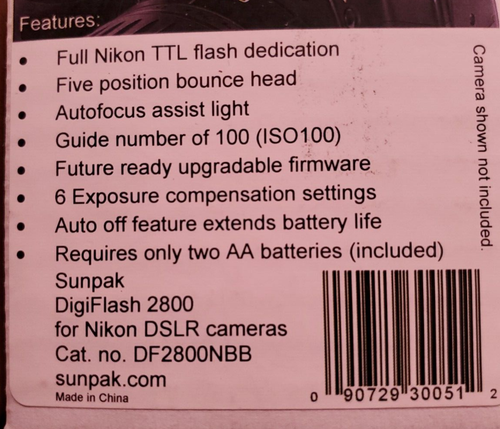 Features:
• Full Nikon TTL flash dedication
• Five position bounce head
• Autofocus assist light
• Guide number of 100 (ISO100)
• Future ready upgradable firmware
• 6 Exposure compensation settings
• Auto off feature extends battery life
• Requires only two AA batteries (included)
Sunpak
DigiFlash 2800
for Nikon DSLR cameras
Cat. no. DF2800NBB
sunpak.com
Made in China
0 90729 30051 2
Camera shown not included.